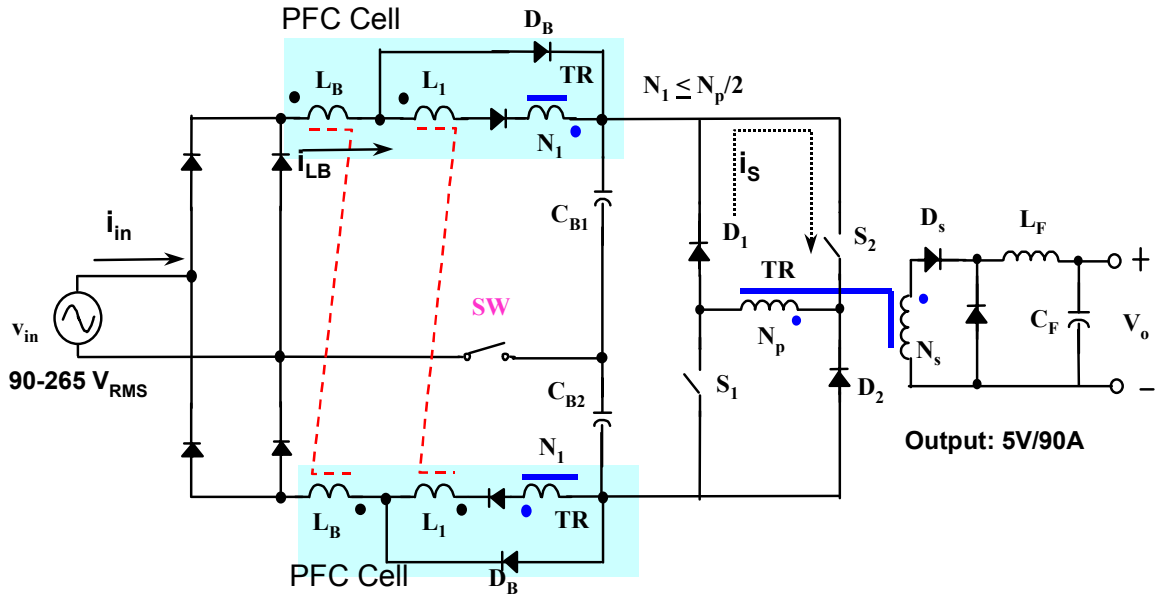 PFC Cell
D_B
L_B
L_1
TR
N_1 ≤ N_p/2
N_1
i_LB
i_S
C_B1
i_in
D_1
S_2
D_s
L_F
TR
+
SW
v_in
N_p
N_s
C_F
V_o
90-265 V_RMS
C_B2
S_1
D_2
−
N_1
Output: 5V/90A
L_B
L_1
TR
PFC Cell
D_B